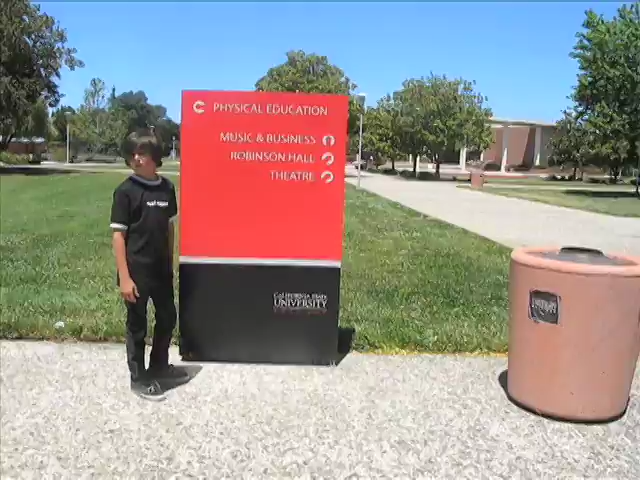 PHYSICAL EDUCATION
MUSIC & BUSINESS
ROBINSON HALL
THEATRE
CALIFORNIA STATE
UNIVERSITY